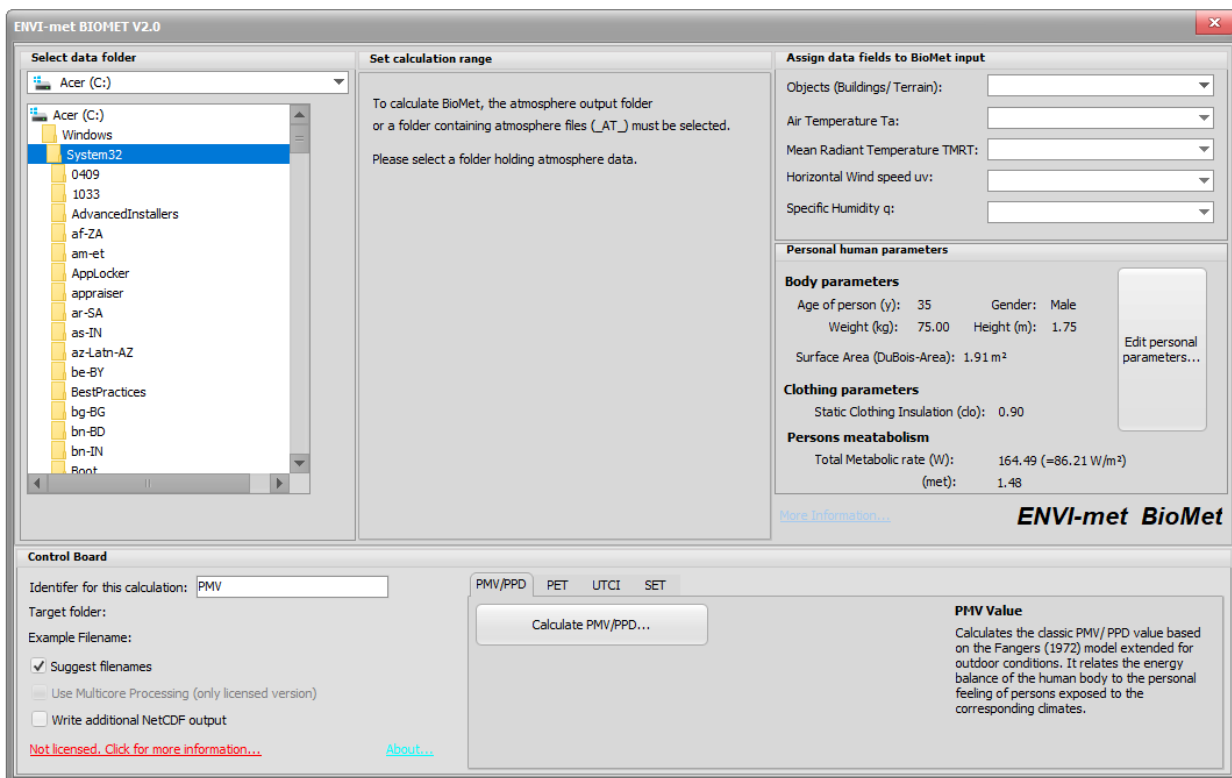 ENVI-met BIOMET V2.0
Select data folder
Acer (C:)
Acer (C:)
Windows
System32
0409
1033
AdvancedInstallers
af-ZA
am-et
AppLocker
appraiser
ar-SA
as-IN
az-Latn-AZ
be-BY
BestPractices
bg-BG
bn-BD
bn-IN
Boot
Set calculation range
To calculate BioMet, the atmosphere output folder
or a folder containing atmosphere files (_AT_) must be selected.
Please select a folder holding atmosphere data.
Assign data fields to BioMet input
Objects (Buildings/ Terrain):
Air Temperature Ta:
Mean Radiant Temperature TMRT:
Horizontal Wind speed uv:
Specific Humidity q:
Personal human parameters
Body parameters
Age of person (y): 35 Gender: Male
Weight (kg): 75.00 Height (m): 1.75
Surface Area (DuBois-Area): 1.91 m²
Clothing parameters
Static Clothing Insulation (clo): 0.90
Persons meatabolism
Total Metabolic rate (W): 164.49 (=86.21 W/m²)
(met): 1.48
Edit personal
parameters...
More Information...
ENVI-met BioMet
Control Board
Identifer for this calculation: PMV
Target folder:
Example Filename:
Suggest filenames
Use Multicore Processing (only licensed version)
Write additional NetCDF output
Not licensed. Click for more information...
About...
PMV/PPD PET UTCI SET
Calculate PMV/PPD...
PMV Value
Calculates the classic PMV/ PPD value based
on the Fangers (1972) model extended for
outdoor conditions. It relates the energy
balance of the human body to the personal
feeling of persons exposed to the
corresponding climates.